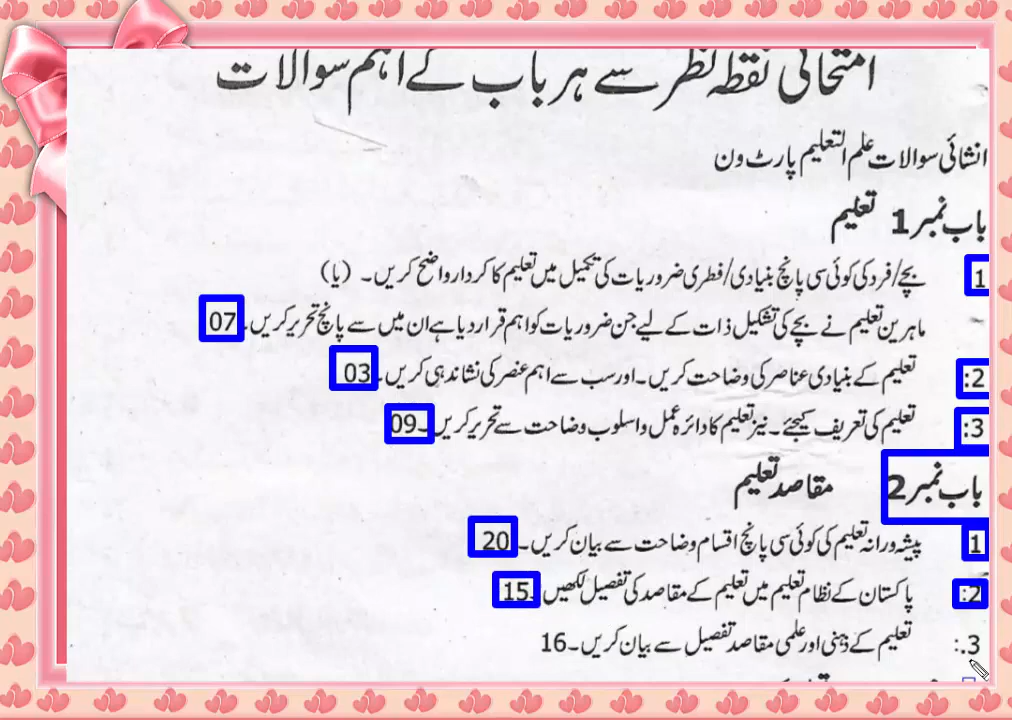 امتحانی نقطہ نظر سے ہر باب کے اہم سوالات
انشائی سوالات علم التعلیم پارٹ ون
باب نمبر 1 تعلیم
1 بچے/فرد کی کوئی سی پانچ بنیادی/فطری ضروریات کی تکمیل میں تعلیم کا کردار واضح کریں۔ (یا)
ماہرین تعلیم نے بچے کی تشکیل ذات کے لیے جن ضروریات کو اہم قرار دیا ہے ان میں سے پانچ تحریر کریں۔ 07
2: تعلیم کے بنیادی عناصر کی وضاحت کریں۔ اور سب سے اہم عنصر کی نشاندہی کریں۔ 03
3: تعلیم کی تعریف کیجئے۔ نیز تعلیم کا دائرہ عمل و اسلوب وضاحت سے تحریر کریں۔ 09
باب نمبر 2 مقاصد تعلیم
1 پیشہ ورانہ تعلیم کی کوئی سی پانچ اقسام وضاحت سے بیان کریں۔ 20
2: پاکستان کے نظام تعلیم میں تعلیم کے مقاصد کی تفصیل لکھیں۔ 15
3.: تعلیم کے ذہنی اور علمی مقاصد تفصیل سے بیان کریں۔ 16